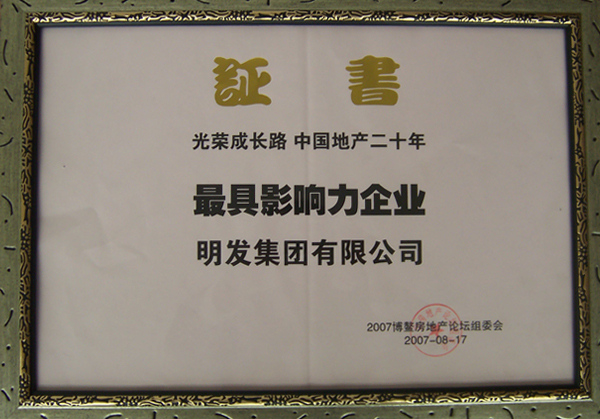 証書
光荣成长路 中国地产二十年
最具影响力企业
明发集团有限公司
2007博鳌房地产论坛组委会
2007-08-17